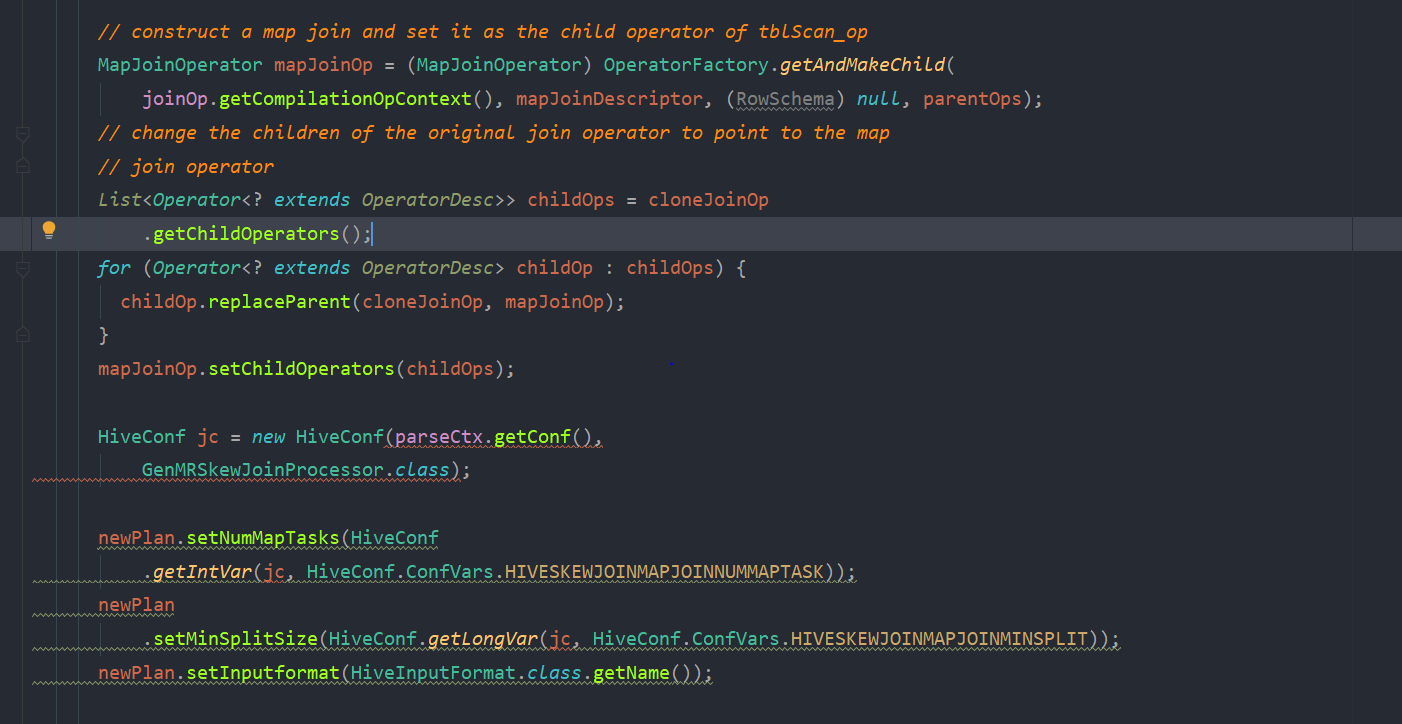 // construct a map join and set it as the child operator of tblScan_op
MapJoinOperator mapJoinOp = (MapJoinOperator) OperatorFactory.getAndMakeChild(
joinOp.getCompilationOpContext(), mapJoinDescriptor, (RowSchema) null, parentOps);
// change the children of the original join operator to point to the map
// join operator
List<Operator<? extends OperatorDesc>> childOps = cloneJoinOp
.getChildOperators();
for (Operator<? extends OperatorDesc> childOp : childOps) {
childOp.replaceParent(cloneJoinOp, mapJoinOp);
}
mapJoinOp.setChildOperators(childOps);
HiveConf jc = new HiveConf(parseCtx.getConf(),
GenMRSkewJoinProcessor.class);
newPlan.setNumMapTasks(HiveConf
.getIntVar(jc, HiveConf.ConfVars.HIVESKEWJOINMAPJOINNUMMAPTASK));
newPlan
.setMinSplitSize(HiveConf.getLongVar(jc, HiveConf.ConfVars.HIVESKEWJOINMAPJOINMINSPLIT));
newPlan.setInputformat(HiveInputFormat.class.getName());